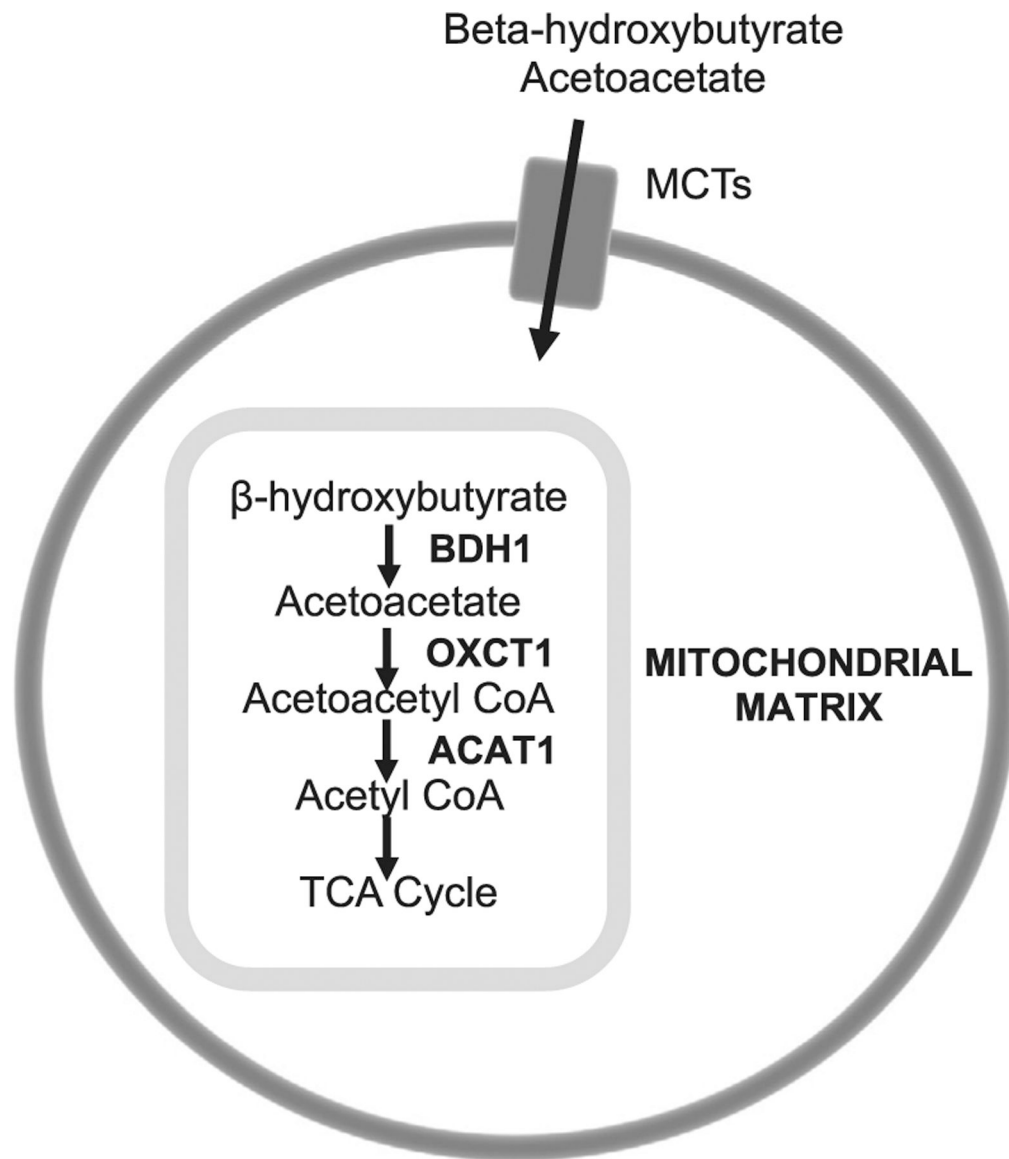 Beta-hydroxybutyrate
Acetoacetate
MCTs
β-hydroxybutyrate
BDH1
Acetoacetate
OXCT1
Acetoacetyl CoA
ACAT1
Acetyl CoA
TCA Cycle
MITOCHONDRIAL
MATRIX